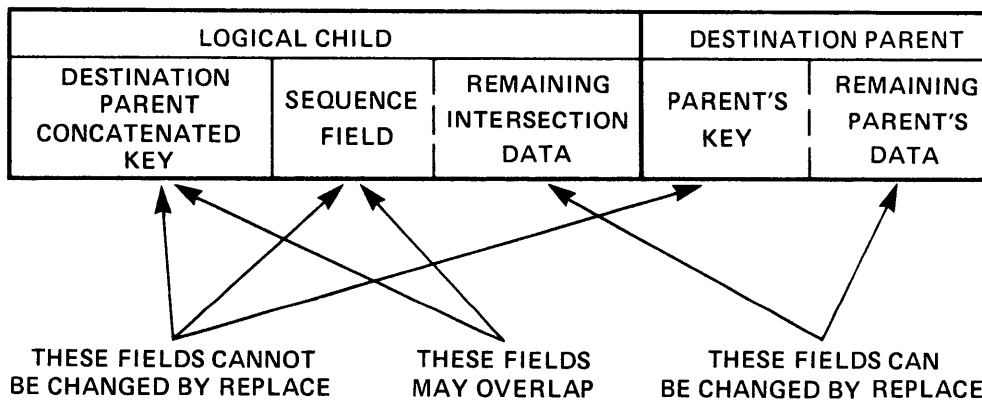 LOGICAL CHILD
DESTINATION PARENT
DESTINATION
PARENT
CONCATENATED
KEY
SEQUENCE
FIELD
REMAINING
INTERSECTION
DATA
PARENT'S
KEY
REMAINING
PARENT'S
DATA
THESE FIELDS CANNOT
BE CHANGED BY REPLACE
THESE FIELDS
MAY OVERLAP
THESE FIELDS CAN
BE CHANGED BY REPLACE